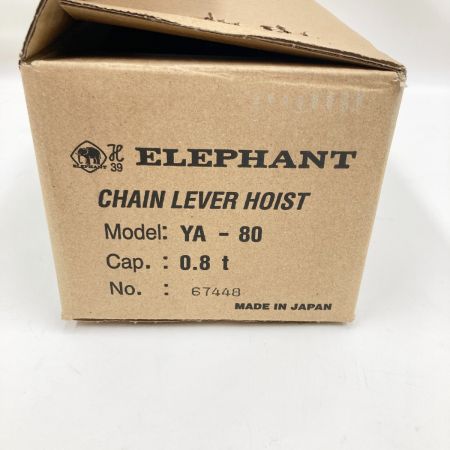 ELEPHANT H 39 ELEPHANT
CHAIN LEVER HOIST
Model: YA - 80
Cap. : 0.8 t
No. : 67448
MADE IN JAPAN